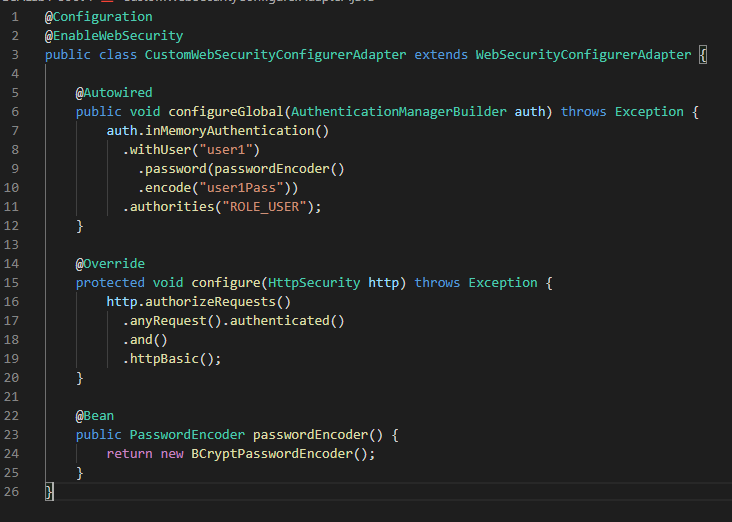 1 @Configuration
2 @EnableWebSecurity
3 public class CustomWebSecurityConfigurerAdapter extends WebSecurityConfigurerAdapter {
4
5 @Autowired
6 public void configureGlobal(AuthenticationManagerBuilder auth) throws Exception {
7 auth.inMemoryAuthentication()
8 .withUser("user1")
9 .password(passwordEncoder()
10 .encode("user1Pass"))
11 .authorities("ROLE_USER");
12 }
13
14 @Override
15 protected void configure(HttpSecurity http) throws Exception {
16 http.authorizeRequests()
17 .anyRequest().authenticated()
18 .and()
19 .httpBasic();
20 }
21
22 @Bean
23 public PasswordEncoder passwordEncoder() {
24 return new BCryptPasswordEncoder();
25 }
26 }